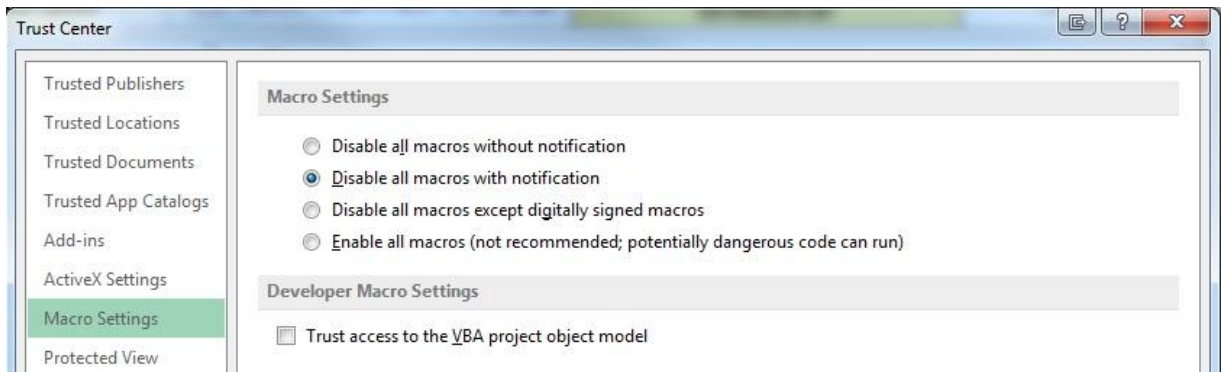 Trust Center
Trusted Publishers
Trusted Locations
Trusted Documents
Trusted App Catalogs
Add-ins
ActiveX Settings
Macro Settings
Protected View
Macro Settings
Disable all macros without notification
Disable all macros with notification
Disable all macros except digitally signed macros
Enable all macros (not recommended; potentially dangerous code can run)
Developer Macro Settings
Trust access to the VBA project object model